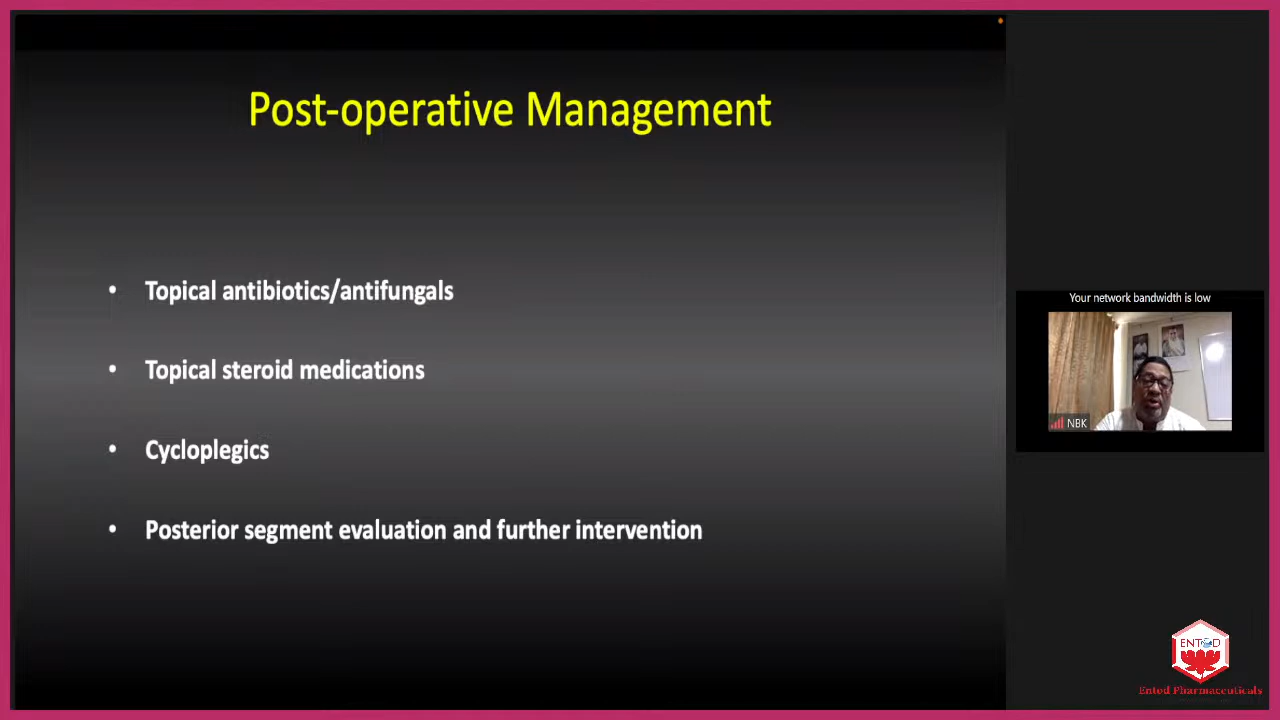 Post-operative Management
• Topical antibiotics/antifungals
• Topical steroid medications
• Cycloplegics
• Posterior segment evaluation and further intervention
Your network bandwidth is low
NBK
ENTOD
Entod Pharmaceuticals